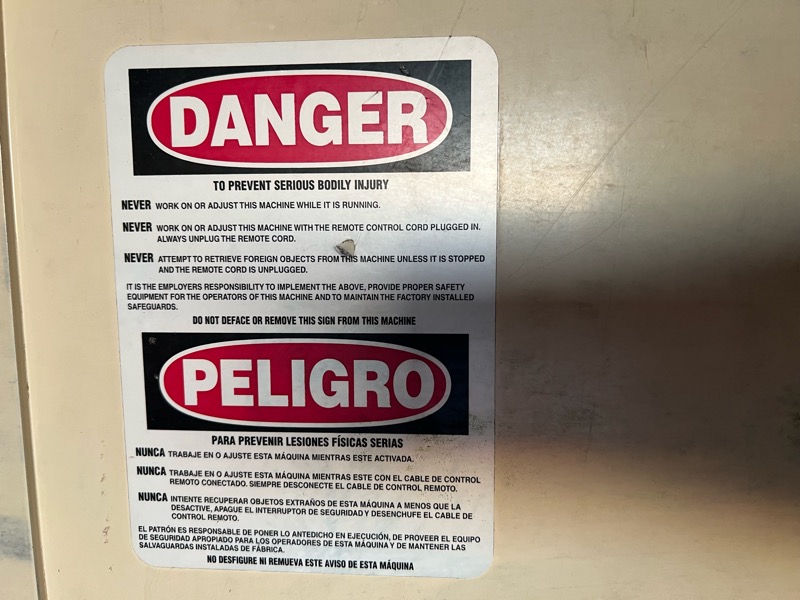 DANGER
TO PREVENT SERIOUS BODILY INJURY
NEVER WORK ON OR ADJUST THIS MACHINE WHILE IT IS RUNNING.
NEVER WORK ON OR ADJUST THIS MACHINE WITH THE REMOTE CONTROL CORD PLUGGED IN.
ALWAYS UNPLUG THE REMOTE CORD.
NEVER ATTEMPT TO RETRIEVE FOREIGN OBJECTS FROM THIS MACHINE UNLESS IT IS STOPPED
AND THE REMOTE CORD IS UNPLUGGED.
IT IS THE EMPLOYERS RESPONSIBILITY TO IMPLEMENT THE ABOVE, PROVIDE PROPER SAFETY
EQUIPMENT FOR THE OPERATORS OF THIS MACHINE AND TO MAINTAIN THE FACTORY INSTALLED
SAFEGUARDS.
DO NOT DEFACE OR REMOVE THIS SIGN FROM THIS MACHINE
PELIGRO
PARA PREVENIR LESIONES FÍSICAS SERIAS
NUNCA TRABAJE EN O AJUSTE ESTA MÁQUINA MIENTRAS ESTE ACTIVADA.
NUNCA TRABAJE EN O AJUSTE ESTA MÁQUINA MIENTRAS ESTE CON EL CABLE DE CONTROL
REMOTO CONECTADO. SIEMPRE DESCONECTE EL CABLE DE CONTROL REMOTO.
NUNCA INTIENTE RECUPERAR OBJETOS EXTRAÑOS DE ESTA MÁQUINA A MENOS QUE LA
DESACTIVE, APAGUE EL INTERRUPTOR DE SEGURIDAD Y DESENCHUFE EL CABLE DE
CONTROL REMOTO.
EL PATRÓN ES RESPONSABLE DE PONER LO ANTEDICHO EN EJECUCIÓN, DE PROVEER EL EQUIPO
DE SEGURIDAD APROPIADO PARA LOS OPERADORES DE ESTA MÁQUINA Y DE MANTENER LAS
SALVAGUARDAS INSTALADAS DE FÁBRICA.
NO DESFIGURE NI REMUEVA ESTE AVISO DE ESTA MÁQUINA